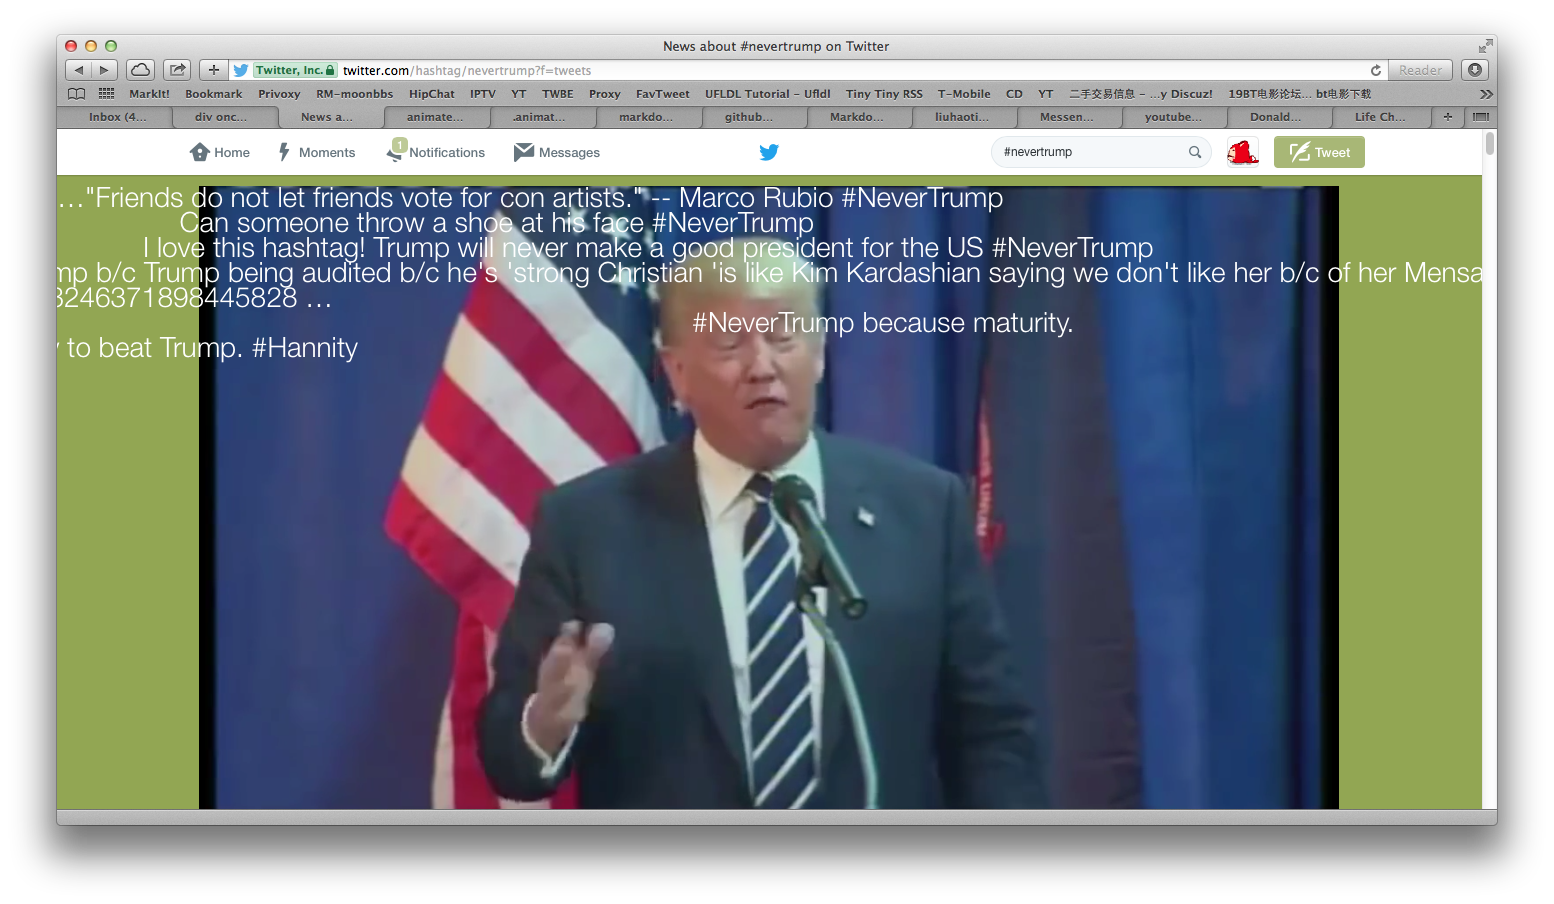 News about #nevertrump on Twitter
Twitter, Inc. twitter.com/hashtag/nevertrump?f=tweets
Reader
MarkIt! Bookmark Privoxy RM-moonbbs HipChat IPTV YT TWBE Proxy FavTweet UFLDL Tutorial - Ufldl Tiny Tiny RSS T-Mobile CD YT 二手交易信息 - ...y Discuz! 19BT电影论坛... bt电影下载
Inbox (4... div onc... News a... animate... .animat... markdo... github... Markdo... liuhaoti... Messen... youtube... Donald... Life Ch...
Home Moments 1 Notifications Messages #nevertrump Tweet
…"Friends do not let friends vote for con artists." -- Marco Rubio #NeverTrump
Can someone throw a shoe at his face #NeverTrump
I love this hashtag! Trump will never make a good president for the US #NeverTrump
mp b/c Trump being audited b/c he's 'strong Christian 'is like Kim Kardashian saying we don't like her b/c of her Mensa
3246371898445828 …
#NeverTrump because maturity.
y to beat Trump. #Hannity